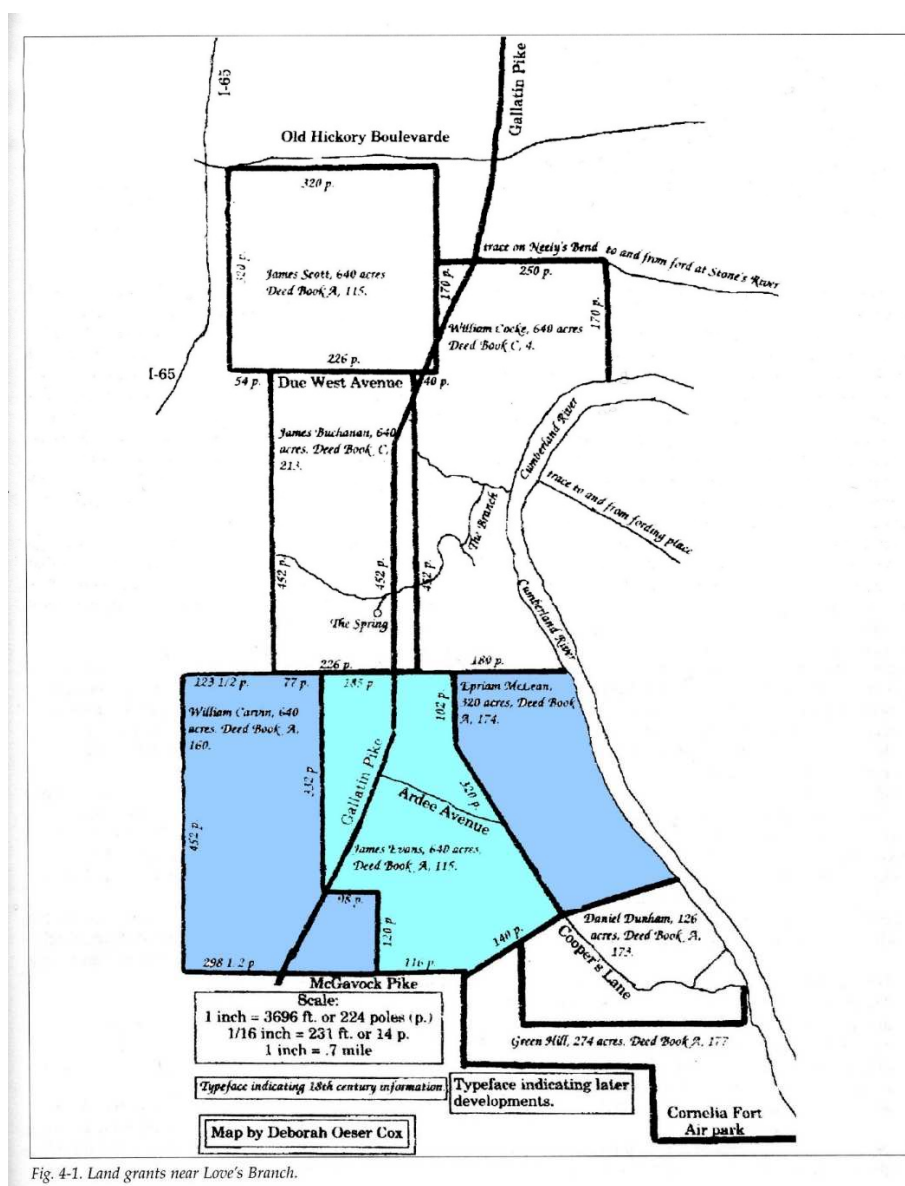 I-65
Gallatin Pike
Old Hickory Boulevarde
320 p.
trace on Neely's Bend
to and from ford at Stone's River
250 p.
320 p.
James Scott, 640 acres
Deed Book A, 115.
170 p.
William Cocke, 640 acres
Deed Book C, 4.
170 p.
226 p.
I-65
54 p.
Due West Avenue
40 p.
Cumberland River
James Buchanan, 640
acres. Deed Book C,
213.
trace to and from fording place
The Branch
452 p.
452 p.
452 p.
Cumberland River
The Spring
226 p.
180 p.
123 1/2 p.
77 p.
185 p.
William Carvin, 640
acres. Deed Book A,
160.
102 p.
Epriam McLean,
320 acres, Deed Book
A, 174.
332 p
Gallatin Pike
320 p.
Ardee Avenue
452 p.
James Evans, 640 acres,
Deed Book A, 115.
98 p.
120 p
140 p.
Daniel Dunham, 126
acres, Deed Book A,
173.
Cooper's Lane
298 1/2 p.
116 p.
McGavock Pike
Scale:
1 inch = 3696 ft. or 224 poles (p.)
1/16 inch = 231 ft. or 14 p.
1 inch = .7 mile
Green Hill, 274 acres. Deed Book A, 177
Typeface indicating 18th century information.
Typeface indicating later
developments.
Cornelia Fort
Air park
Map by Deborah Oeser Cox
Fig. 4-1. Land grants near Love's Branch.